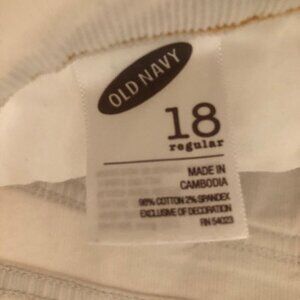 OLD NAVY
18
regular
MADE IN
CAMBODIA
98% COTTON 2% SPANDEX
EXCLUSIVE OF DECORATION
RN 54023